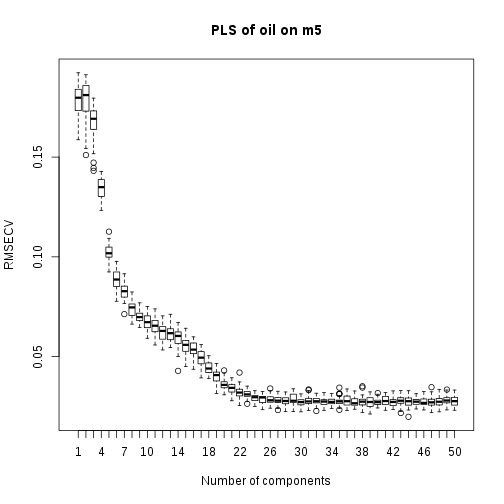 PLS of oil on m5
RMSECV
0.15
0.10
0.05
1 4 7 10 14 18 22 26 30 34 38 42 46 50
Number of components